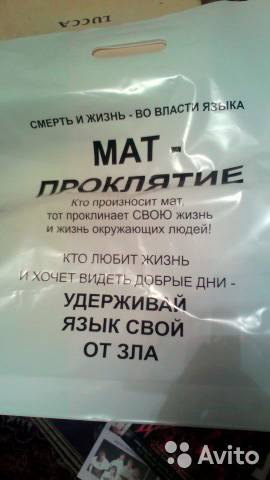 LUCCA
СМЕРТЬ И ЖИЗНЬ - ВО ВЛАСТИ ЯЗЫКА
МАТ -
ПРОКЛЯТИЕ
Кто произносит мат,
тот проклинает СВОЮ жизнь
и жизнь окружающих людей!
КТО ЛЮБИТ ЖИЗНЬ
И ХОЧЕТ ВИДЕТЬ ДОБРЫЕ ДНИ -
УДЕРЖИВАЙ
ЯЗЫК СВОЙ
ОТ ЗЛА
Avito